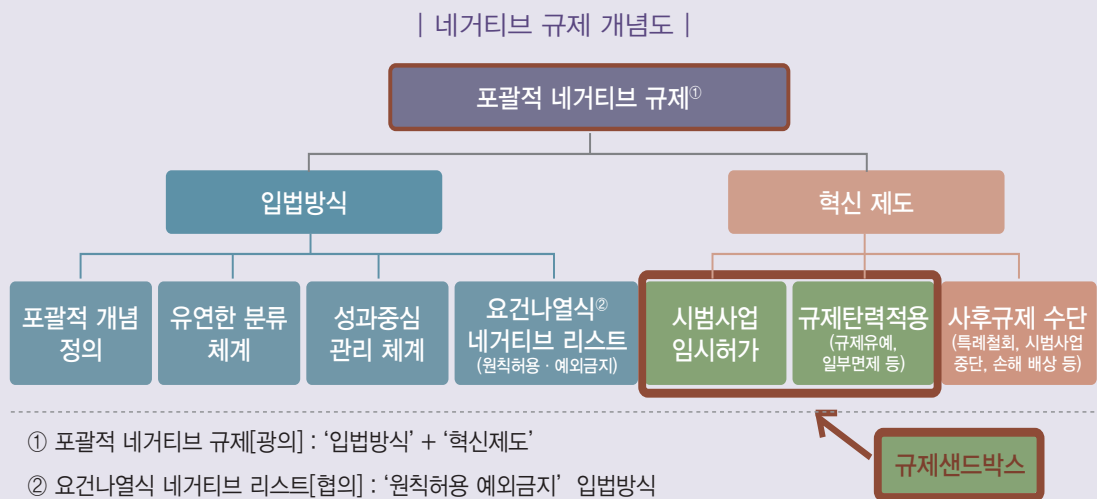 | 네거티브 규제 개념도 |
포괄적 네거티브 규제①
입법방식
혁신 제도
포괄적 개념
정의
유연한 분류
체계
성과중심
관리 체계
요건나열식②
네거티브 리스트
(원칙허용 · 예외금지)
시범사업
임시허가
규제탄력적용
(규제유예,
일부면제 등)
사후규제 수단
(특례철회, 시범사업
중단, 손해 배상 등)
① 포괄적 네거티브 규제[광의] : ‘입법방식’ + ‘혁신제도’
② 요건나열식 네거티브 리스트[협의] : ‘원칙허용 예외금지’ 입법방식
규제샌드박스